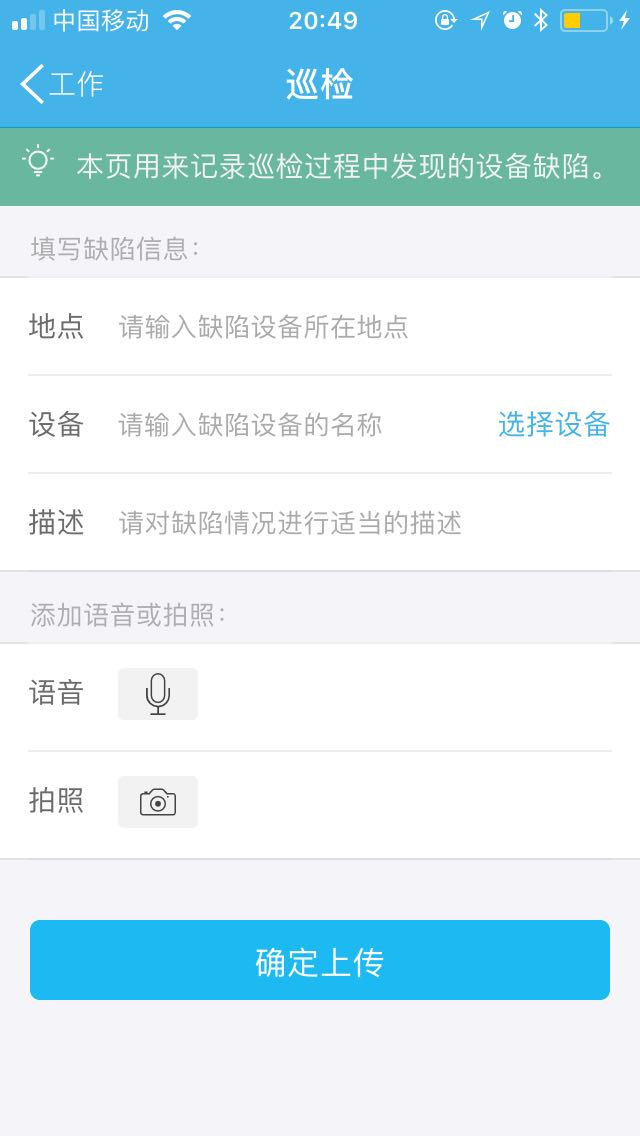 中国移动 20:49
工作 巡检
本页用来记录巡检过程中发现的设备缺陷。
填写缺陷信息：
地点 请输入缺陷设备所在地点
设备 请输入缺陷设备的名称 选择设备
描述 请对缺陷情况进行适当的描述
添加语音或拍照：
语音
拍照
确定上传